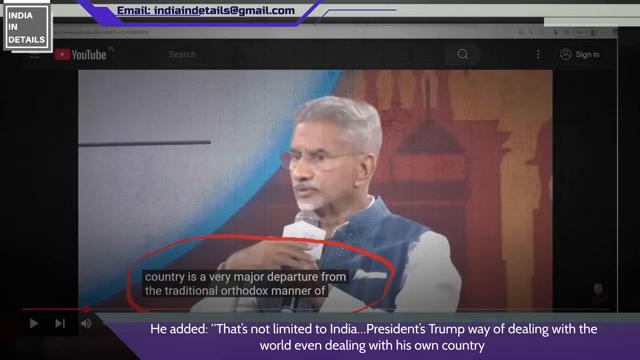 Email: indiaindetails@gmail.com
INDIA
IN
DETAILS
YouTube
Search
Sign in
country is a very major departure from
the traditional orthodox manner of
He added: "That's not limited to India...President's Trump way of dealing with the
world even dealing with his own country